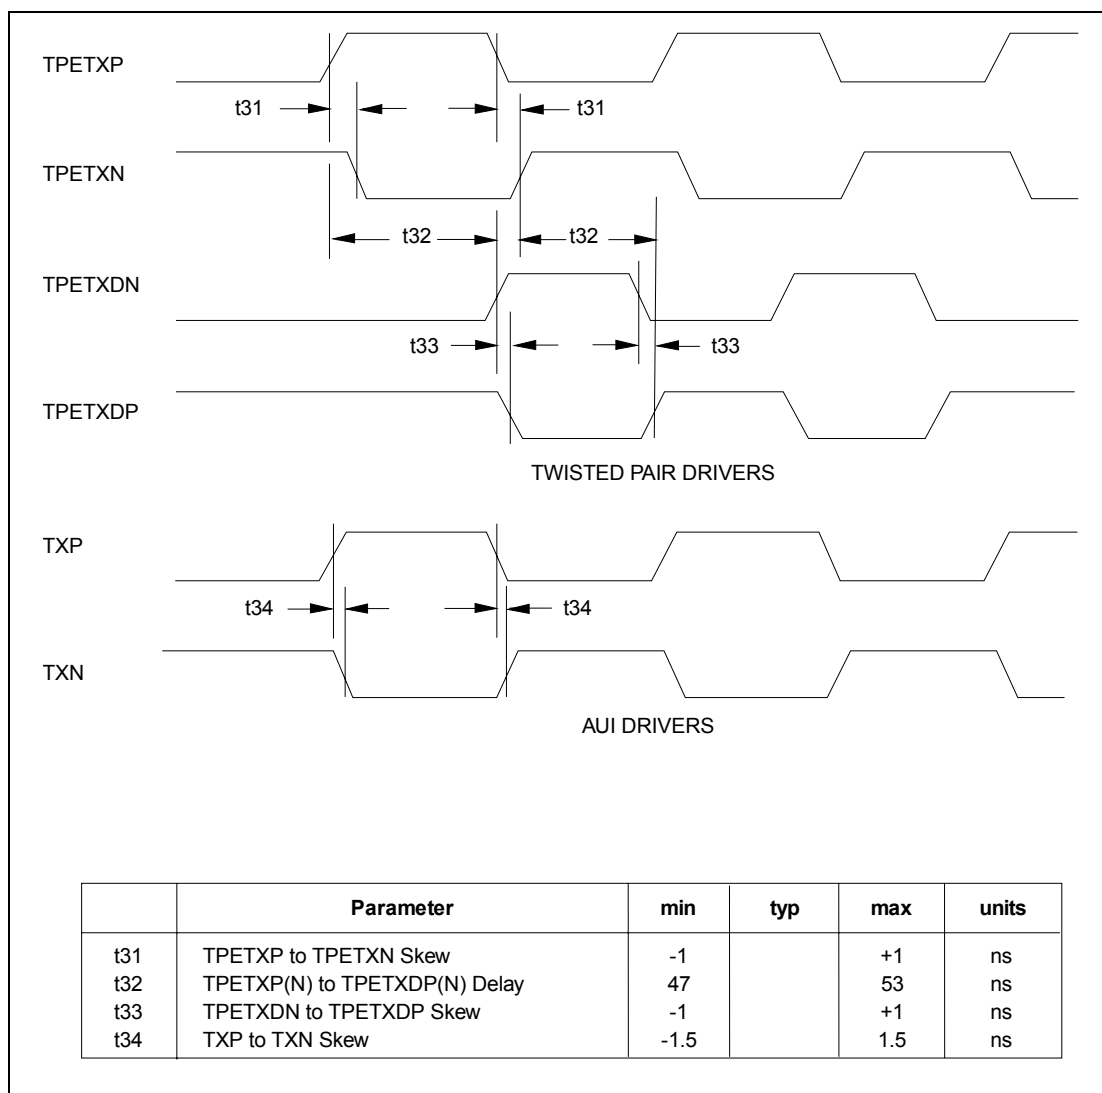 TPETXP
t31 t31
TPETXN
t32 t32
TPETXDN
t33 t33
TPETXDP
TWISTED PAIR DRIVERS
TXP
t34 t34
TXN
AUI DRIVERS
Parameter min typ max units
t31 TPETXP to TPETXN Skew -1 +1 ns
t32 TPETXP(N) to TPETXDP(N) Delay 47 53 ns
t33 TPETXDN to TPETXDP Skew -1 +1 ns
t34 TXP to TXN Skew -1.5 1.5 ns